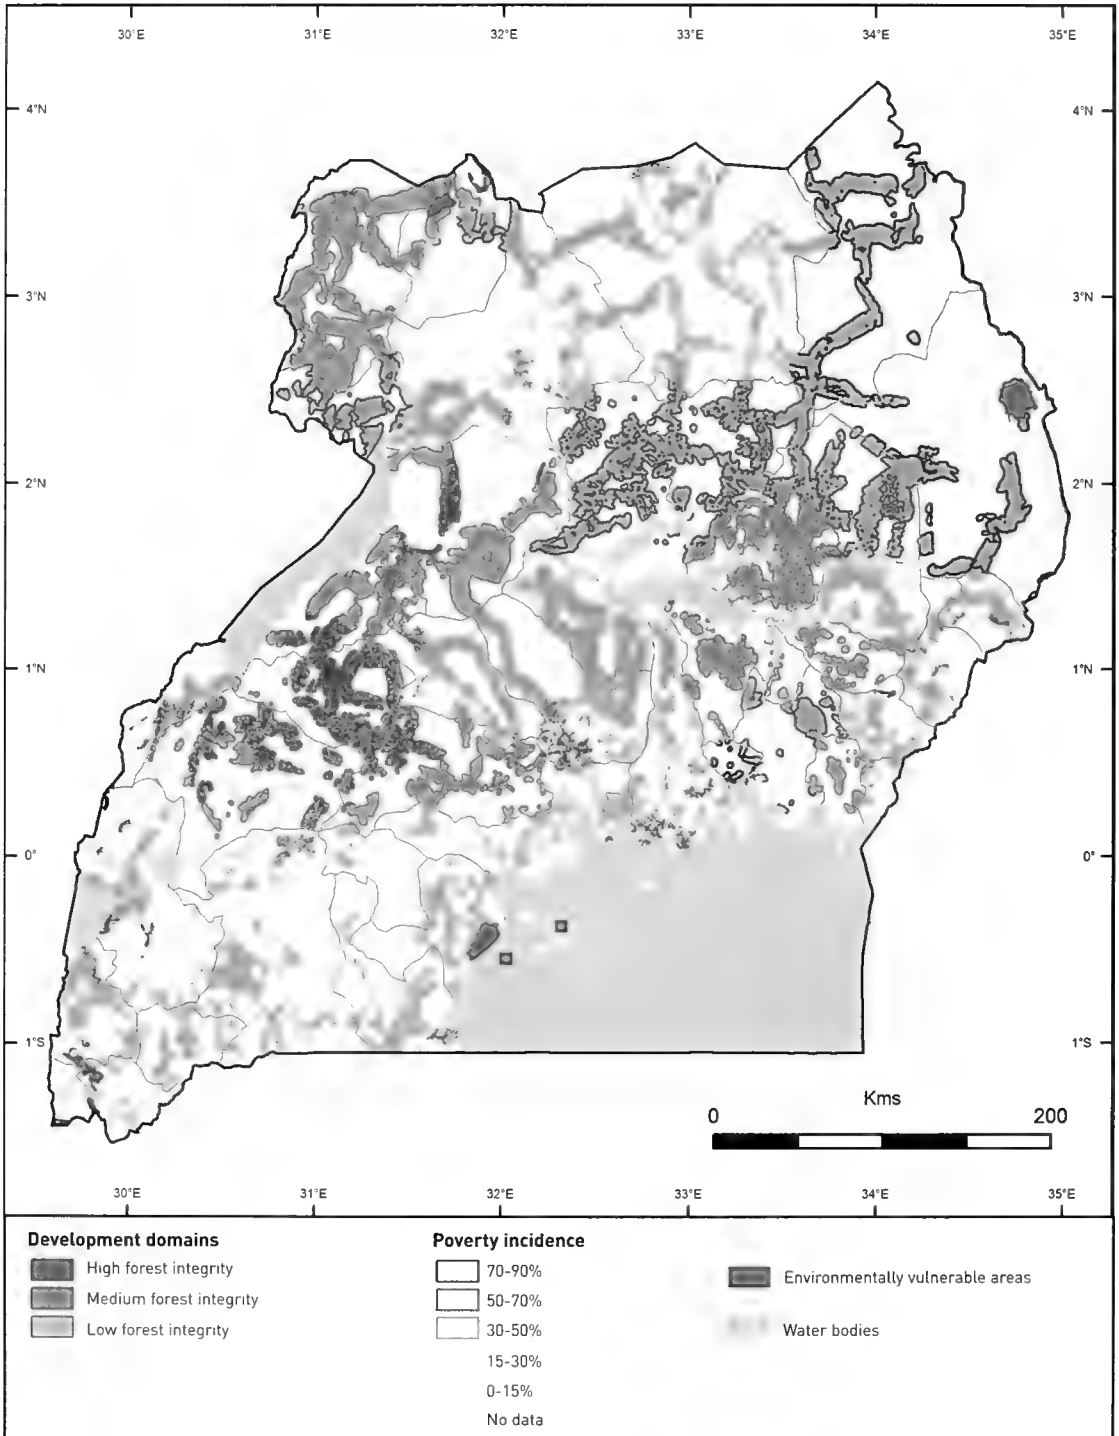 30°E 31°E 32°E 33°E 34°E 35°E
4°N 4°N
3°N 3°N
2°N 2°N
1°N 1°N
0° 0°
1°S 1°S
Kms
0 200
30°E 31°E 32°E 33°E 34°E 35°E
Development domains
High forest integrity
Medium forest integrity
Low forest integrity
Poverty incidence
70-90%
50-70%
30-50%
15-30%
0-15%
No data
Environmentally vulnerable areas
Water bodies